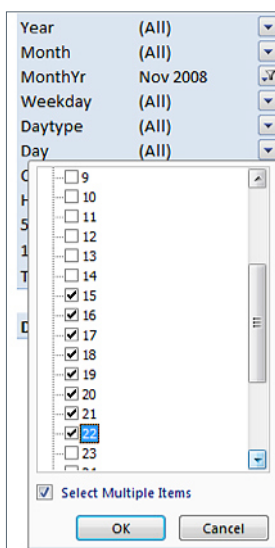 Year (All)
Month (All)
MonthYr Nov 2008
Weekday (All)
Daytype (All)
Day (All)
9
10
11
12
13
14
15
16
17
18
19
20
21
22
23
Select Multiple Items
OK Cancel